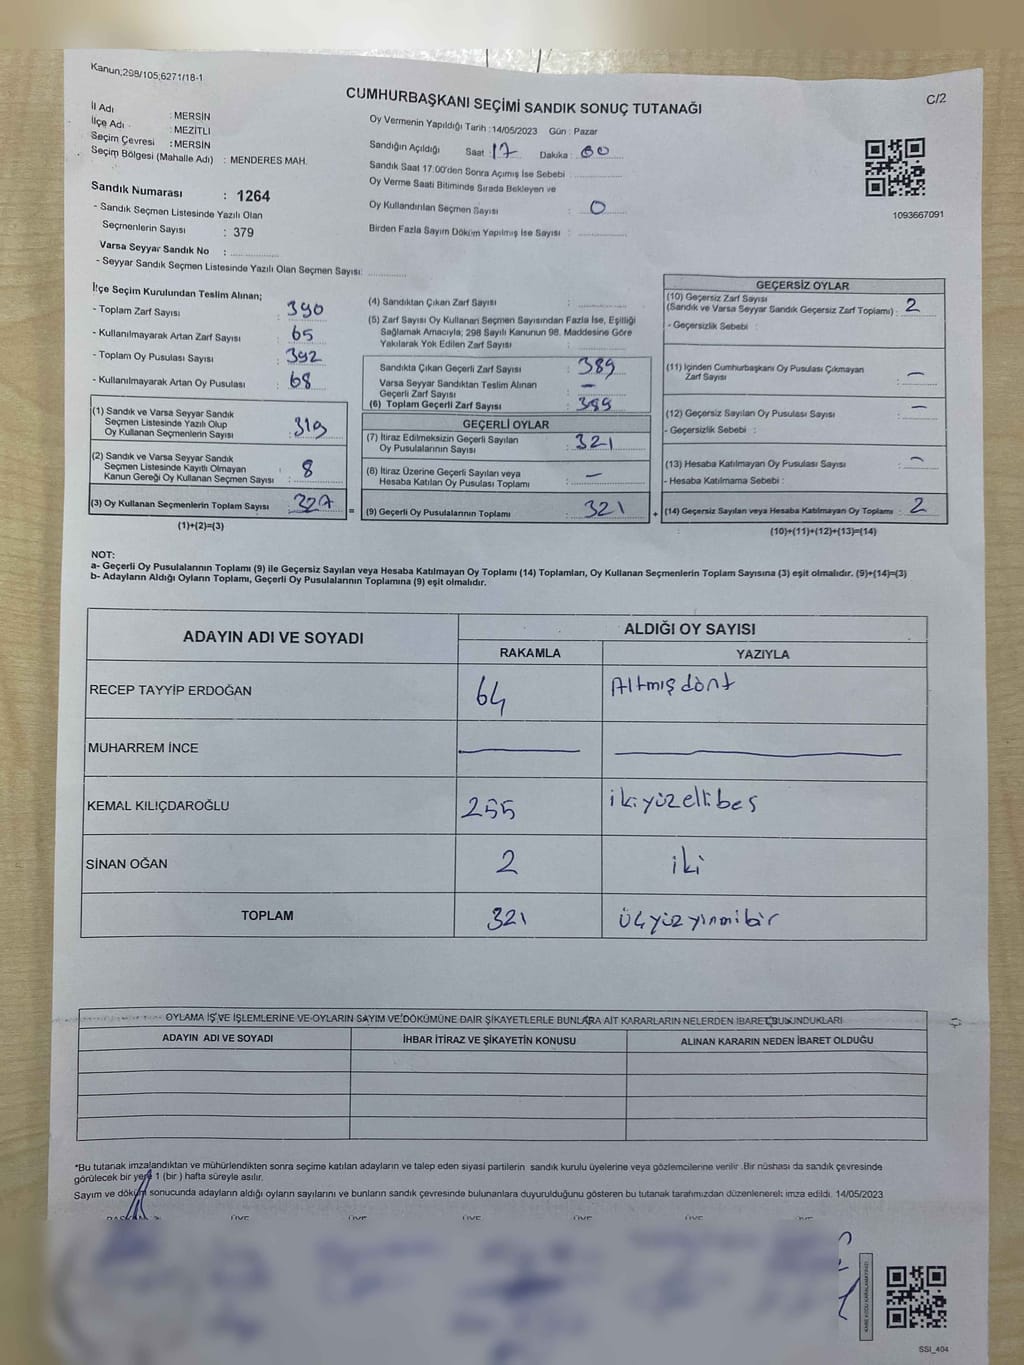 Kanun;298/105;6271/18-1
CUMHURBAŞKANI SEÇİMİ SANDIK SONUÇ TUTANAĞI
C/2
İl Adı : MERSİN
İlçe Adı : MEZİTLİ
Seçim Çevresi : MERSİN
Seçim Bölgesi (Mahalle Adı) : MENDERES MAH.
Sandık Numarası : 1264
- Sandık Seçmen Listesinde Yazılı Olan
Seçmenlerin Sayısı : 379
Varsa Seyyar Sandık No :
- Seyyar Sandık Seçmen Listesinde Yazılı Olan Seçmen Sayısı:
Oy Vermenin Yapıldığı Tarih :14/05/2023 Gün : Pazar
Sandığın Açıldığı Saat : 17 Dakika : 00
Sandık Saat 17:00'den Sonra Açımış İse Sebebi :
Oy Verme Saati Bitiminde Sırada Bekleyen ve
Oy Kullandırılan Seçmen Sayısı : 0
Birden Fazla Sayım Döküm Yapılmış İse Sayısı :
1093667091
İlçe Seçim Kurulundan Teslim Alınan;
- Toplam Zarf Sayısı : 390
- Kullanılmayarak Artan Zarf Sayısı : 65
- Toplam Oy Pusulası Sayısı : 392
- Kullanılmayarak Artan Oy Pusulası : 68
(1) Sandık ve Varsa Seyyar Sandık
Seçmen Listesinde Yazılı Olup
Oy Kullanan Seçmenlerin Sayısı : 319
(2) Sandık ve Varsa Seyyar Sandık
Seçmen Listesinde Kayıtlı Olmayan
Kanun Gereği Oy Kullanan Seçmen Sayısı : 8
(3) Oy Kullanan Seçmenlerin Toplam Sayısı : 327 =
(1)+(2)=(3)
(4) Sandıktan Çıkan Zarf Sayısı :
(5) Zarf Sayısı Oy Kullanan Seçmen Sayısından Fazla İse, Eşitliği
Sağlamak Amacıyla; 298 Sayılı Kanunun 98. Maddesine Göre
Yakılarak Yok Edilen Zarf Sayısı :
Sandıkta Çıkan Geçerli Zarf Sayısı : 389
Varsa Seyyar Sandıktan Teslim Alınan
Geçerli Zarf Sayısı : -
(6) Toplam Geçerli Zarf Sayısı : 389
GEÇERLİ OYLAR
(7) İtiraz Edilmeksizin Geçerli Sayılan
Oy Pusulalarının Sayısı : 321
(8) İtiraz Üzerine Geçerli Sayılan veya
Hesaba Katılan Oy Pusulası Toplamı : -
(9) Geçerli Oy Pusulalarının Toplamı : 321 +
GEÇERSİZ OYLAR
(10) Geçersiz Zarf Sayısı
(Sandık ve Varsa Seyyar Sandık Geçersiz Zarf Toplamı) : 2
- Geçersizlik Sebebi :
(11) İçinden Cumhurbaşkanı Oy Pusulası Çıkmayan
Zarf Sayısı : -
(12) Geçersiz Sayılan Oy Pusulası Sayısı : -
- Geçersizlik Sebebi :
(13) Hesaba Katılmayan Oy Pusulası Sayısı : -
- Hesaba Katılmama Sebebi :
(14) Geçersiz Sayılan veya Hesaba Katılmayan Oy Toplamı : 2
(10)+(11)+(12)+(13)=(14)
NOT:
a- Geçerli Oy Pusulalarının Toplamı (9) ile Geçersiz Sayılan veya Hesaba Katılmayan Oy Toplamı (14) Toplamları, Oy Kullanan Seçmenlerin Toplam Sayısına (3) eşit olmalıdır. (9)+(14)=(3)
b- Adayların Aldığı Oyların Toplamı, Geçerli Oy Pusulalarının Toplamına (9) eşit olmalıdır.
ADAYIN ADI VE SOYADI
ALDIĞI OY SAYISI
RAKAMLA YAZIYLA
RECEP TAYYİP ERDOĞAN 64 Altmış dört
MUHARREM İNCE
KEMAL KILIÇDAROĞLU 255 ikiyüzellibeş
SİNAN OĞAN 2 iki
TOPLAM 321 üçyüzyirmibir
OYLAMA İŞ VE İŞLEMLERİNE VE OYLARIN SAYIM VE DÖKÜMÜNE DAİR ŞİKAYETLERLE BUNLARA AİT KARARLARIN NELERDEN İBARET BULUNDUKLARI
ADAYIN ADI VE SOYADI İHBAR İTİRAZ VE ŞİKAYETİN KONUSU ALINAN KARARIN NEDEN İBARET OLDUĞU
*Bu tutanak imzalandıktan ve mühürlendikten sonra seçime katılan adayların ve talep eden siyasi partilerin sandık kurulu üyelerine veya gözlemcilerine verilir .Bir nüshası da sandık çevresinde
görülecek bir yere 1 (bir ) hafta süreyle asılır.
Sayım ve döküm sonucunda adayların aldığı oyların sayılarını ve bunların sandık çevresinde bulunanlara duyurulduğunu gösteren bu tutanak tarafımızdan düzenlenerek imza edildi. 14/05/2023
BAŞKAN ÜYE ÜYE ÜYE ÜYE ÜYE ÜYE
SSI_404